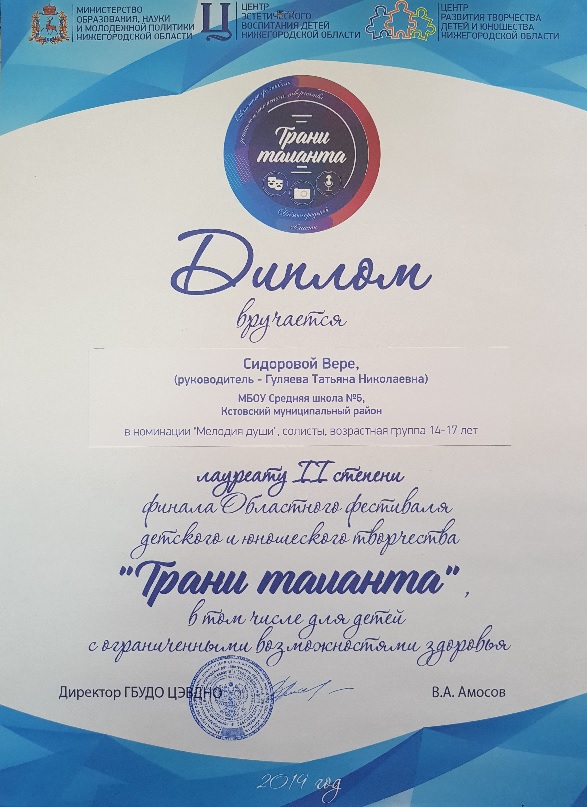 МИНИСТЕРСТВО
ОБРАЗОВАНИЯ, НАУКИ
И МОЛОДЕЖНОЙ ПОЛИТИКИ
НИЖЕГОРОДСКОЙ ОБЛАСТИ
ЦЕНТР
ЭСТЕТИЧЕСКОГО
ВОСПИТАНИЯ ДЕТЕЙ
НИЖЕГОРОДСКОЙ ОБЛАСТИ
ЦЕНТР
РАЗВИТИЯ ТВОРЧЕСТВА
ДЕТЕЙ И ЮНОШЕСТВА
НИЖЕГОРОДСКОЙ ОБЛАСТИ
Грани
таланта
Диплом
вручается
Сидоровой Вере,
(руководитель - Гуляева Татьяна Николаевна)
МБОУ Средняя школа №5,
Кстовский муниципальный район
в номинации "Мелодия души", солисты, возрастная группа 14-17 лет
лауреату II степени
финала Областного фестиваля
детского и юношеского творчества
"Грани таланта",
в том числе для детей
с ограниченными возможностями здоровья
Директор ГБУДО ЦЭВДНО
В.А. Амосов
2019 год